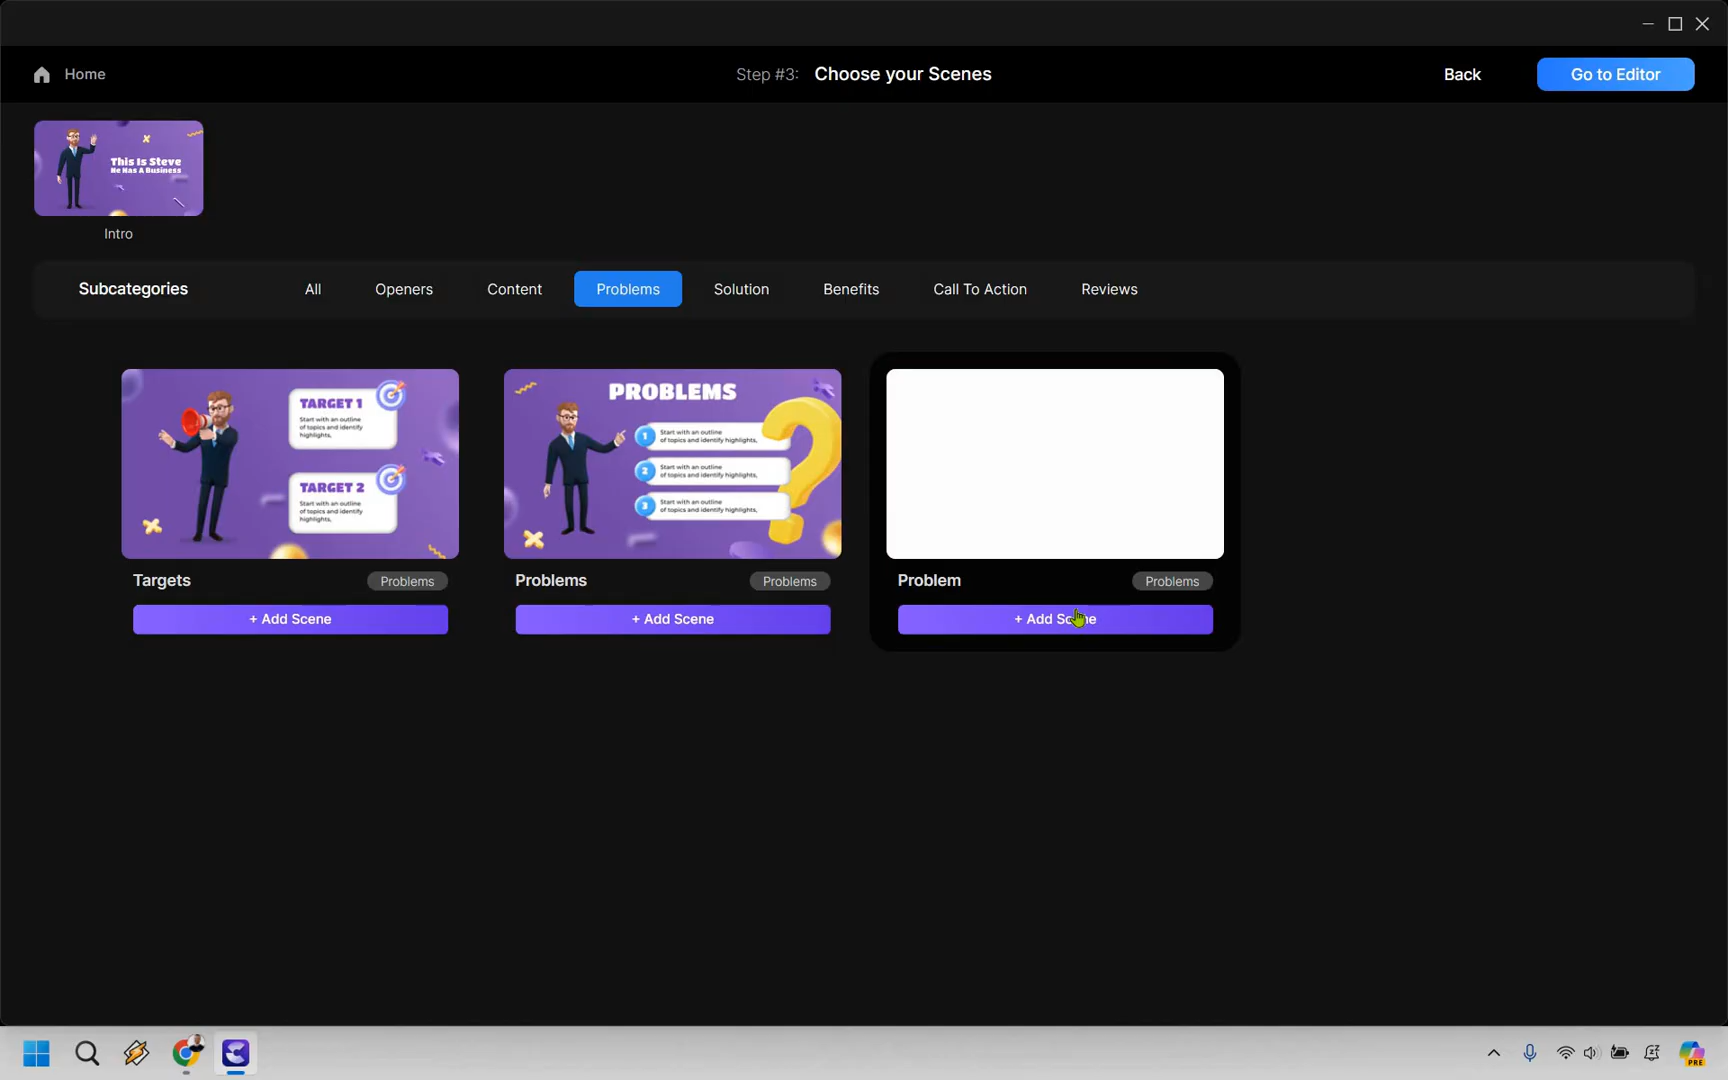 Home
Step #3: Choose your Scenes
Back
Go to Editor
This Is Steve
He Has A Business
Intro
Subcategories
All
Openers
Content
Problems
Solution
Benefits
Call To Action
Reviews
TARGET 1
Start with an outline
of topics and identify
highlights,
TARGET 2
Start with an outline
of topics and identify
highlights,
Targets
Problems
+ Add Scene
PROBLEMS
1
Start with an outline
of topics and identify highlights,
2
Start with an outline
of topics and identify highlights,
3
Start with an outline
of topics and identify highlights,
Problems
Problems
+ Add Scene
Problem
Problems
+ Add Scene
PRE